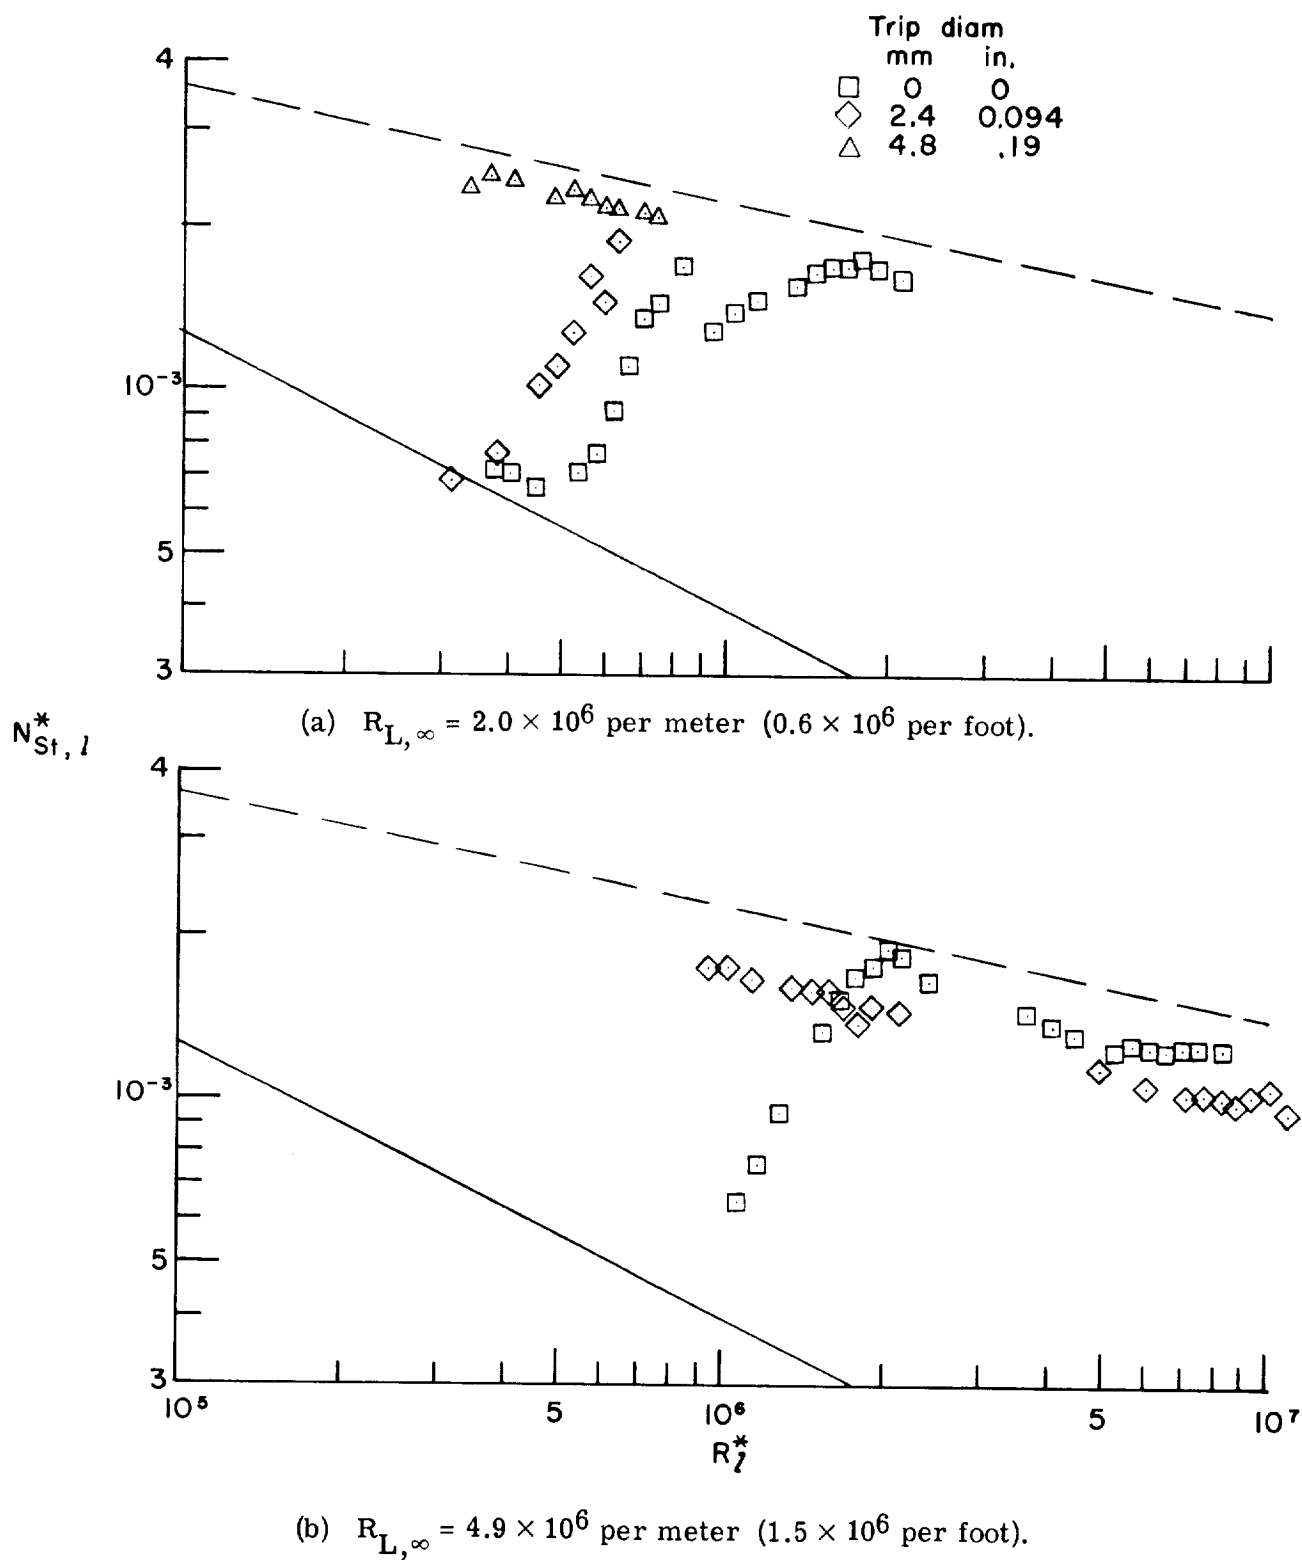 Trip diam
mm in.
0 0
2.4 0.094
4.8 .19
4
10⁻³
5
3
(a) R_L,∞ = 2.0 × 10⁶ per meter (0.6 × 10⁶ per foot).
N*_St, l
4
10⁻³
5
3
10⁵ 5 10⁶ 5 10⁷
R*_l
(b) R_L,∞ = 4.9 × 10⁶ per meter (1.5 × 10⁶ per foot).